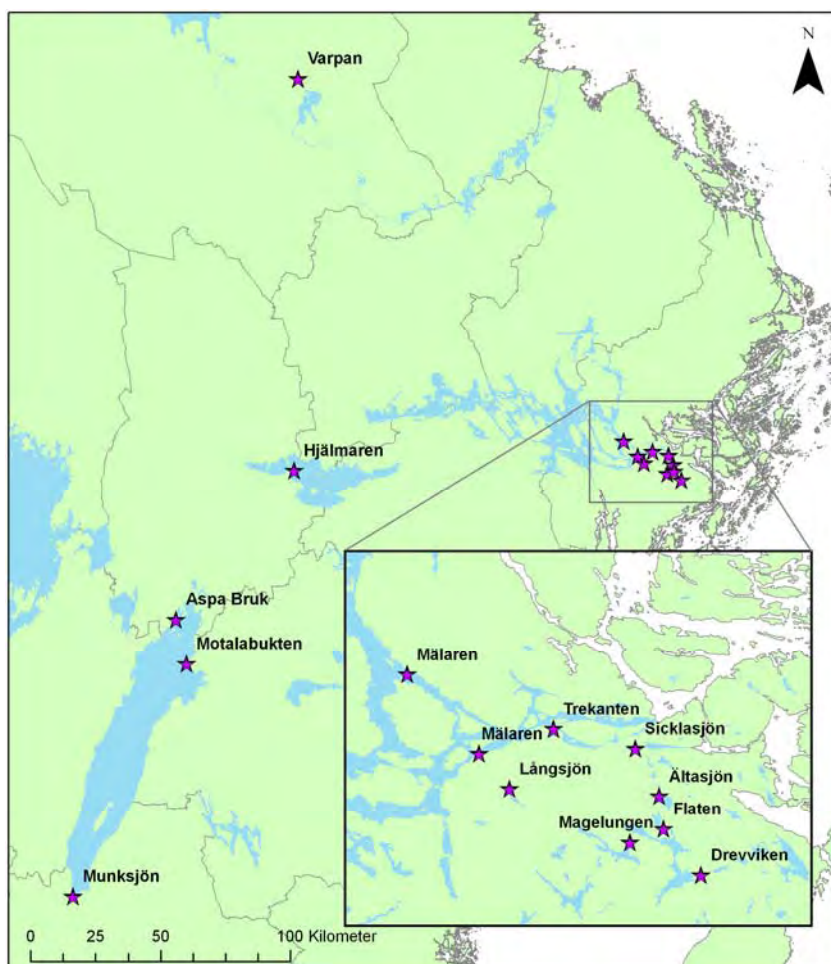 Varpan
N
Hjälmaren
Aspa Bruk
Motalabukten
Mälaren
Trekanten
Mälaren
Sicklasjön
Långsjön
Ältasjön
Flaten
Magelungen
Drevviken
Munksjön
0 25 50 100 Kilometer